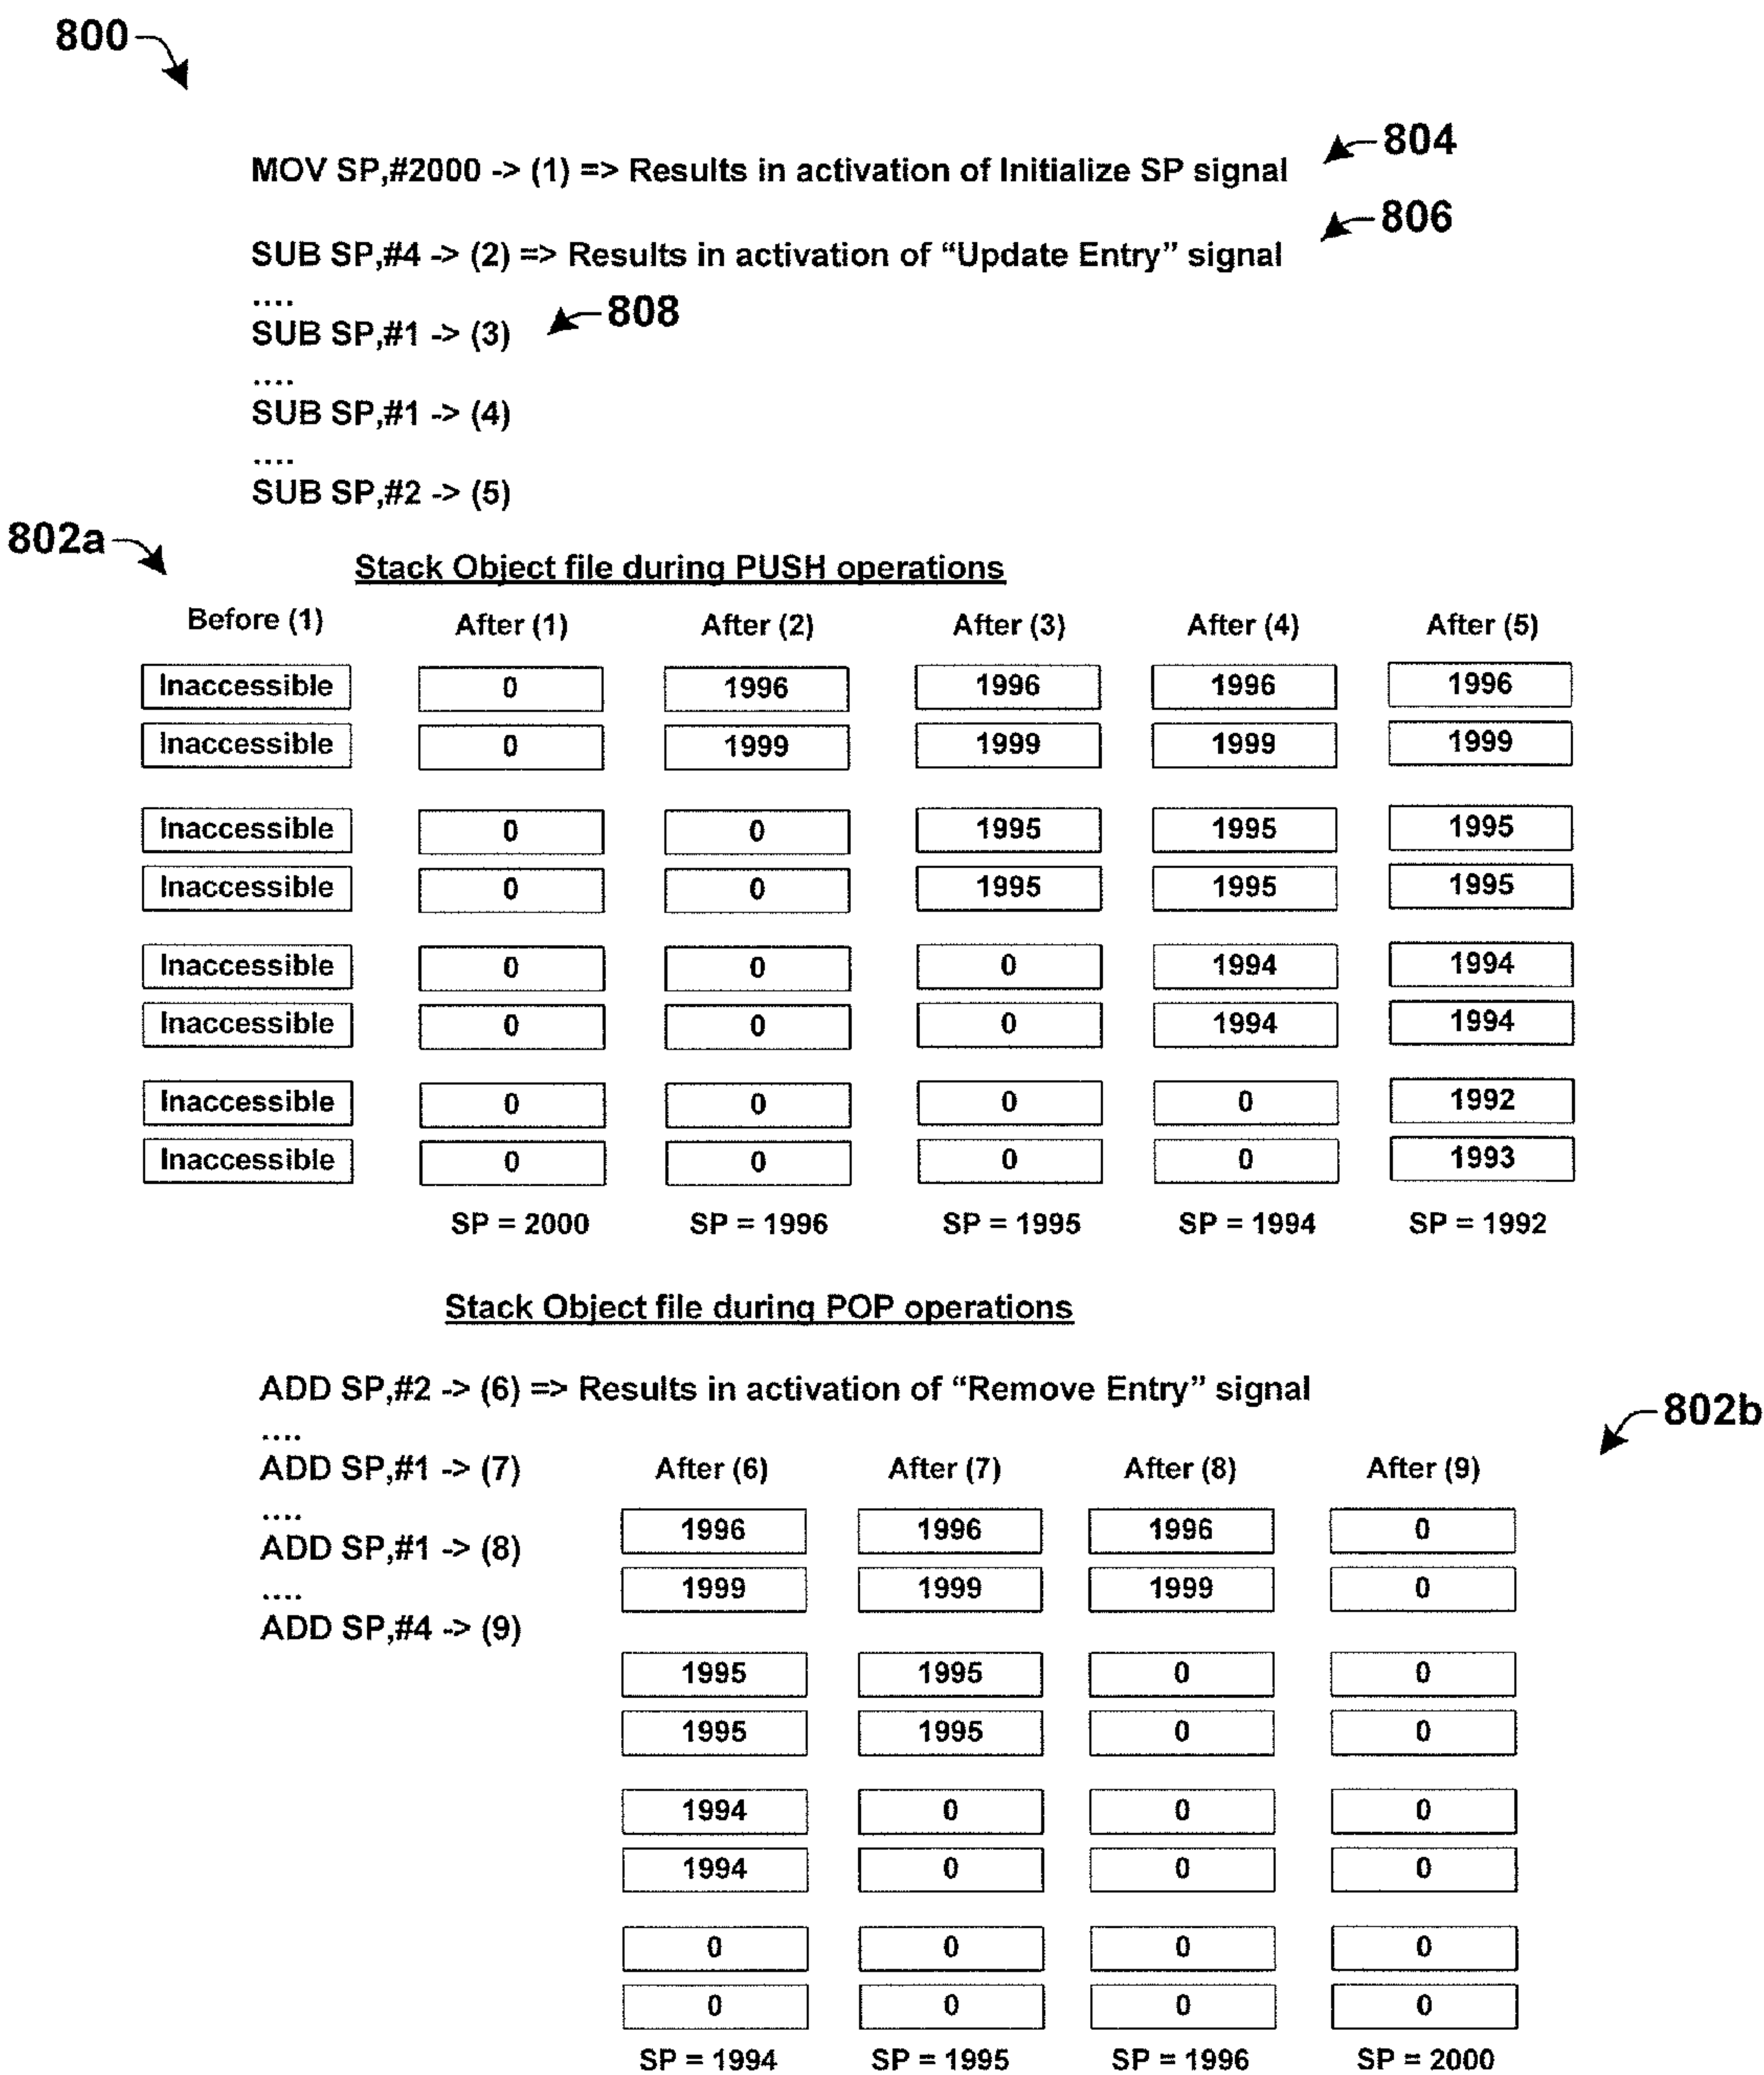 800
MOV SP,#2000 -> (1) => Results in activation of Initialize SP signal
804
SUB SP,#4 -> (2) => Results in activation of “Update Entry” signal
806
....
SUB SP,#1 -> (3)
808
....
SUB SP,#1 -> (4)
....
SUB SP,#2 -> (5)
802a
Stack Object file during PUSH operations
Before (1) After (1) After (2) After (3) After (4) After (5)
Inaccessible 0 1996 1996 1996 1996
Inaccessible 0 1999 1999 1999 1999
Inaccessible 0 0 1995 1995 1995
Inaccessible 0 0 1995 1995 1995
Inaccessible 0 0 0 1994 1994
Inaccessible 0 0 0 1994 1994
Inaccessible 0 0 0 0 1992
Inaccessible 0 0 0 0 1993
SP = 2000 SP = 1996 SP = 1995 SP = 1994 SP = 1992
Stack Object file during POP operations
ADD SP,#2 -> (6) => Results in activation of “Remove Entry” signal
802b
....
ADD SP,#1 -> (7)
....
ADD SP,#1 -> (8)
....
ADD SP,#4 -> (9)
After (6) After (7) After (8) After (9)
1996 1996 1996 0
1999 1999 1999 0
1995 1995 0 0
1995 1995 0 0
1994 0 0 0
1994 0 0 0
0 0 0 0
0 0 0 0
SP = 1994 SP = 1995 SP = 1996 SP = 2000